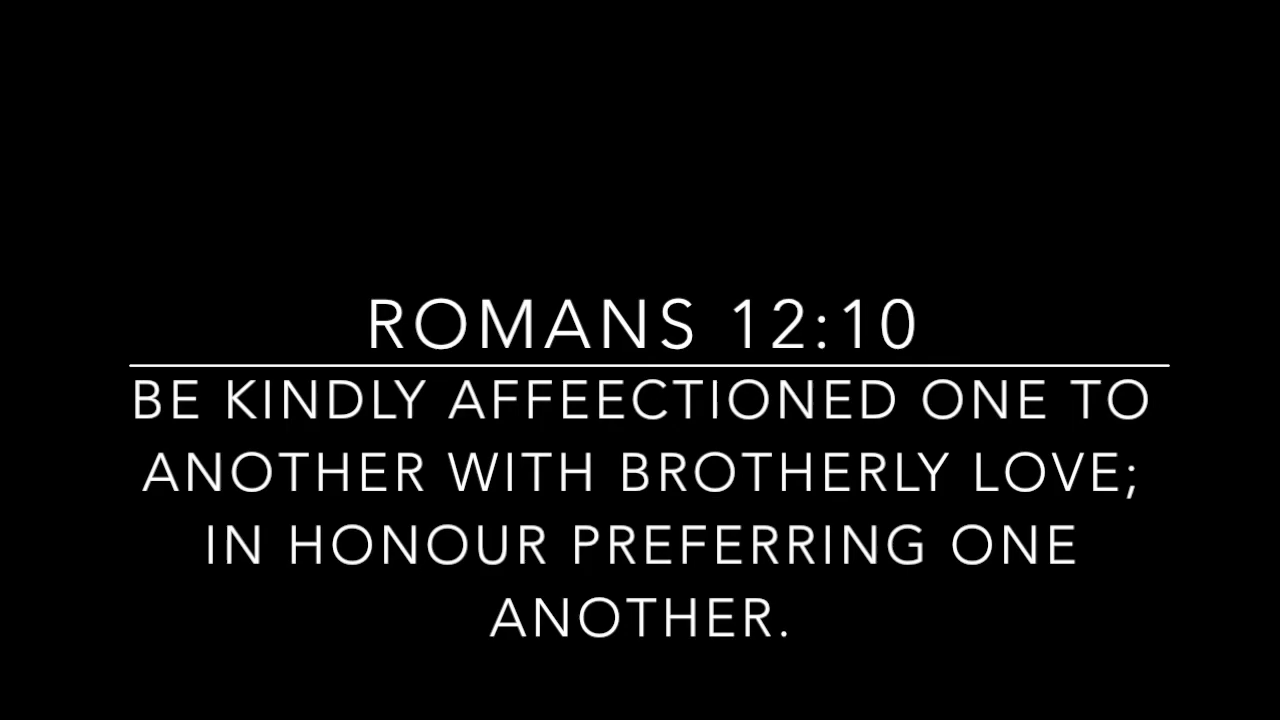 ROMANS 12:10
BE KINDLY AFFEECTIONED ONE TO
ANOTHER WITH BROTHERLY LOVE;
IN HONOUR PREFERRING ONE
ANOTHER.